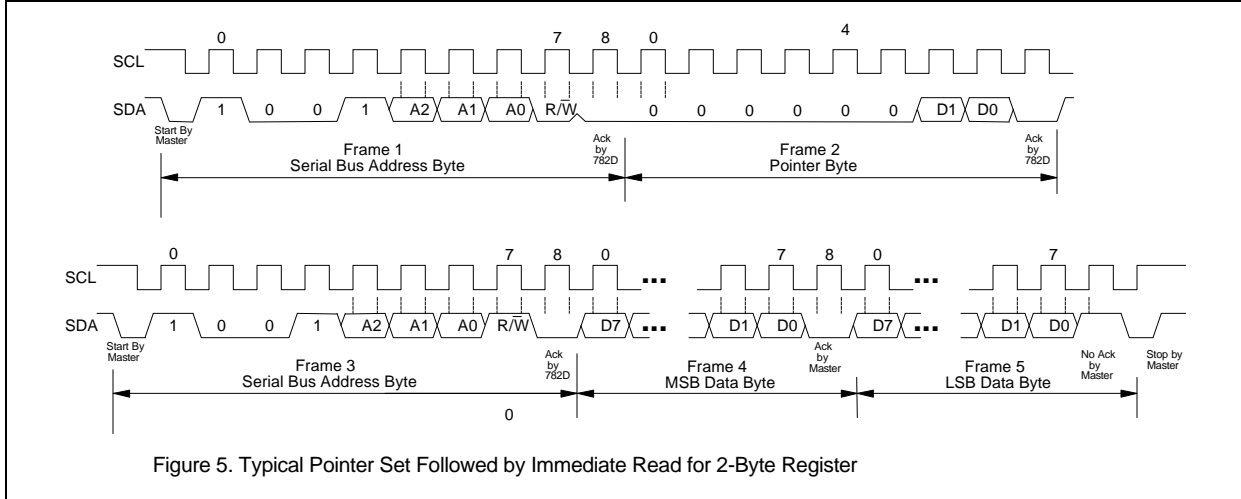 0 7 8 0 4
SCL
SDA 1 0 0 1 A2 A1 A0 R/W̅ 0 0 0 0 0 0 D1 D0
Start By
Master
Ack
by
782D
Ack
by
782D
Frame 1
Serial Bus Address Byte
Frame 2
Pointer Byte
0 7 8 0 7 8 0 7
SCL ... ...
SDA 1 0 0 1 A2 A1 A0 R/W̅ D7 ... D1 D0 D7 ... D1 D0
Start By
Master
Ack
by
782D
Ack
by
Master
No Ack
by
Master
Stop by
Master
Frame 3
Serial Bus Address Byte
Frame 4
MSB Data Byte
Frame 5
LSB Data Byte
0
Figure 5. Typical Pointer Set Followed by Immediate Read for 2-Byte Register